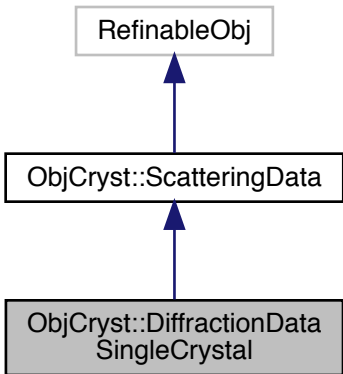 RefinableObj
ObjCryst::ScatteringData
ObjCryst::DiffractionData
SingleCrystal